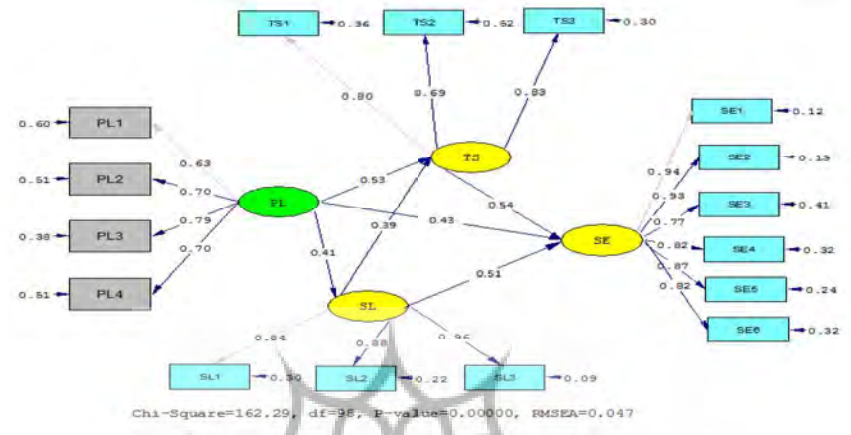 TS1 0.36 TS2 0.52 TS3 0.30
0.80 0.69 0.83
0.60 PL1 SE1 0.12
0.94 SE2 0.13
0.63 TS
0.51 PL2 0.70 0.53 0.93
0.54 0.77 SE3 0.41
PL 0.79 0.43 0.39
0.38 PL3 SE 0.82 SE4 0.32
0.70 0.41 0.51 0.87
0.51 PL4 0.82 SE5 0.24
SL
0.84 0.88 0.96 SE6 0.32
SL1 0.30 SL2 0.22 SL3 0.09
Chi-Square=162.29, df=98, P-value=0.00000, RMSEA=0.047